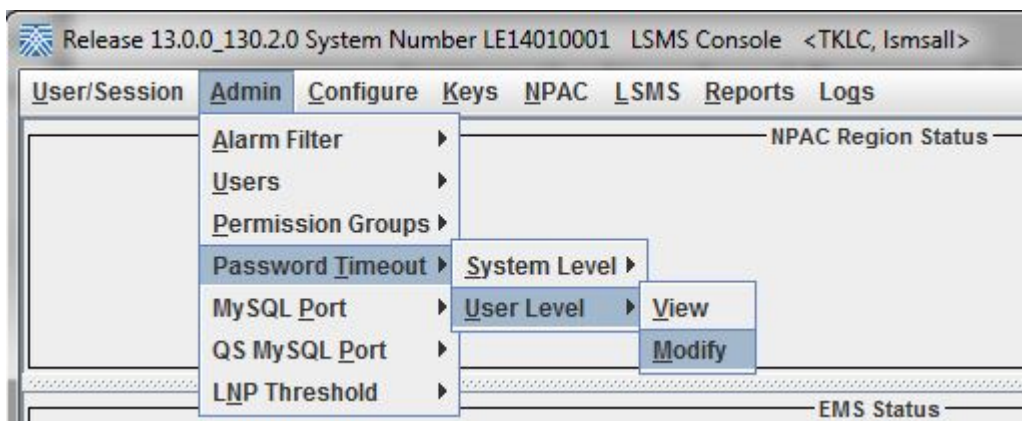 Release 13.0.0_130.2.0 System Number LE14010001 LSMS Console <TKLC, lsmsall>
User/Session Admin Configure Keys NPAC LSMS Reports Logs
NPAC Region Status
Alarm Filter
Users
Permission Groups
Password Timeout
System Level
MySQL Port
User Level
View
QS MySQL Port
Modify
LNP Threshold
EMS Status